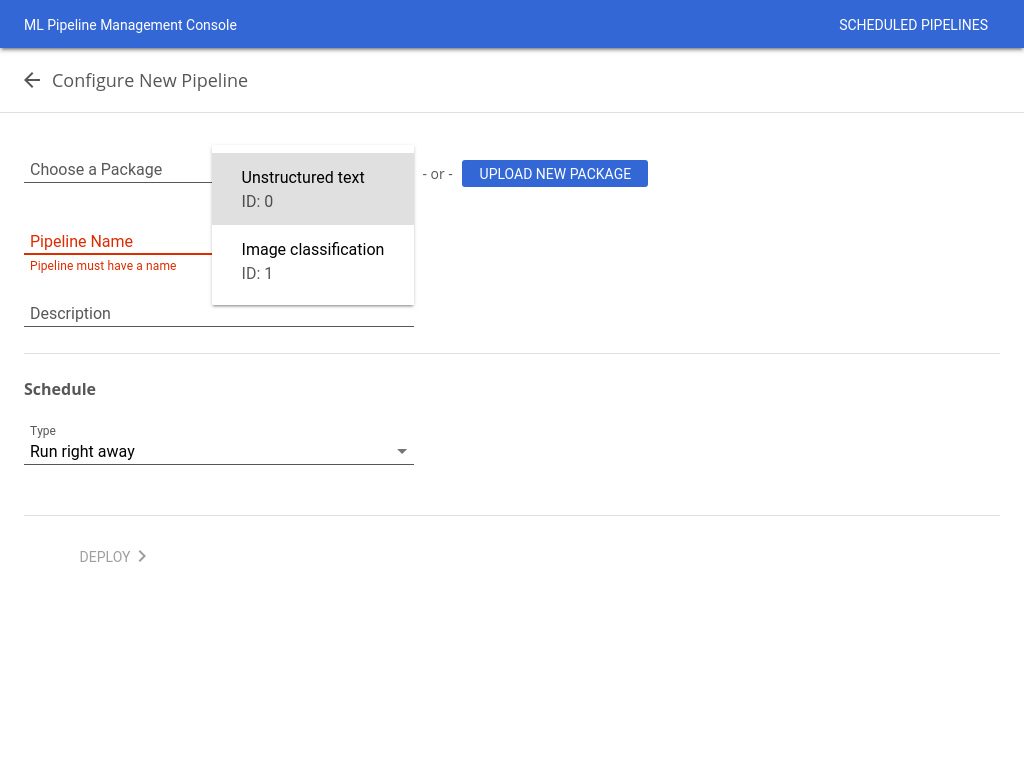 ML Pipeline Management Console
SCHEDULED PIPELINES
Configure New Pipeline
Choose a Package
Unstructured text
ID: 0
- or -
UPLOAD NEW PACKAGE
Pipeline Name
Pipeline must have a name
Image classification
ID: 1
Description
Schedule
Type
Run right away
DEPLOY